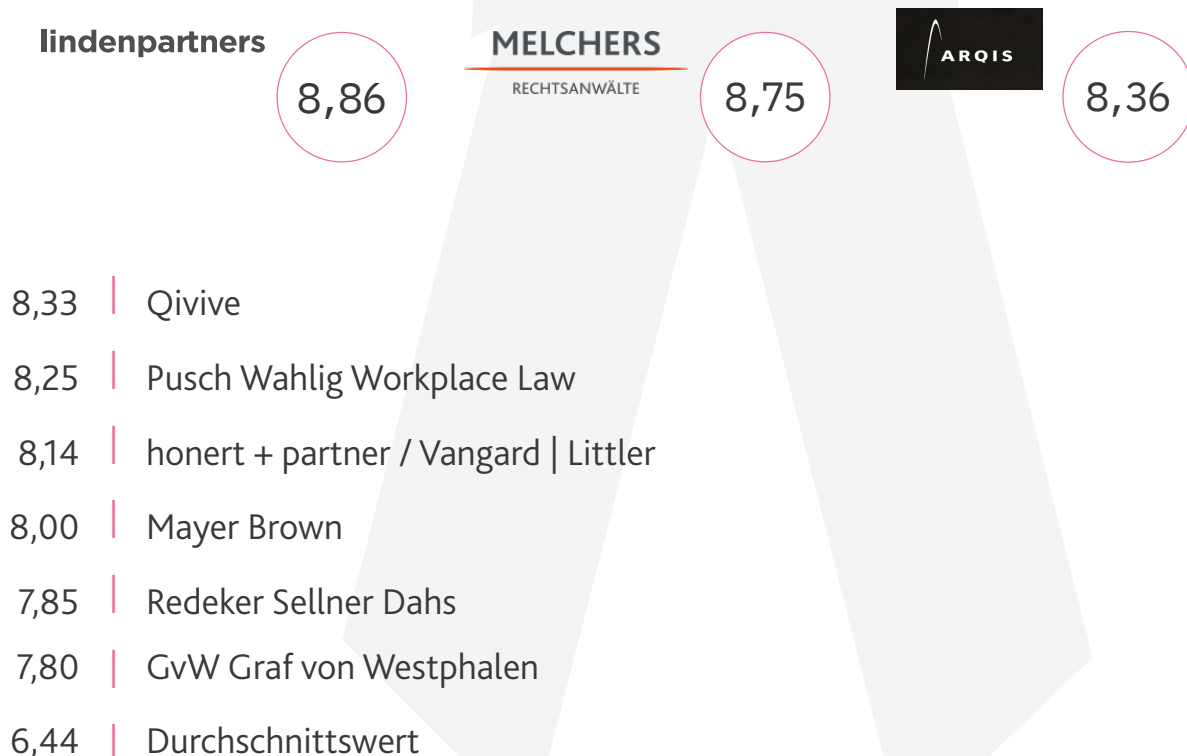 lindenpartners
8,86
MELCHERS
RECHTSANWÄLTE
8,75
ARQIS
8,36
8,33 Qivive
8,25 Pusch Wahlig Workplace Law
8,14 honert + partner / Vangard | Littler
8,00 Mayer Brown
7,85 Redeker Sellner Dahs
7,80 GvW Graf von Westphalen
6,44 Durchschnittswert